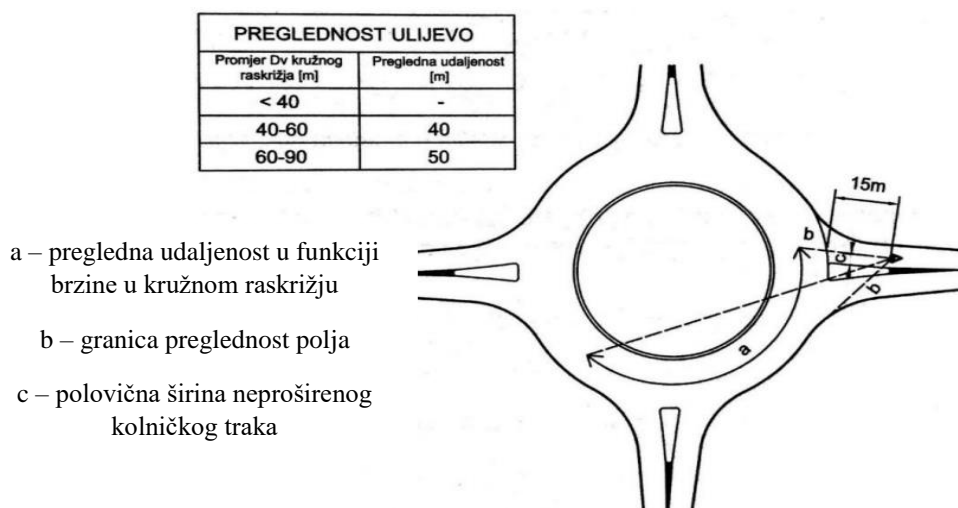 PREGLEDNOST ULIJEVO
Promjer Dv kružnog raskrižja [m]
Pregledna udaljenost [m]
< 40
-
40-60
40
60-90
50
15m
b
c
b
a
a – pregledna udaljenost u funkciji
brzine u kružnom raskrižju
b – granica preglednost polja
c – polovična širina neproširenog
kolničkog traka